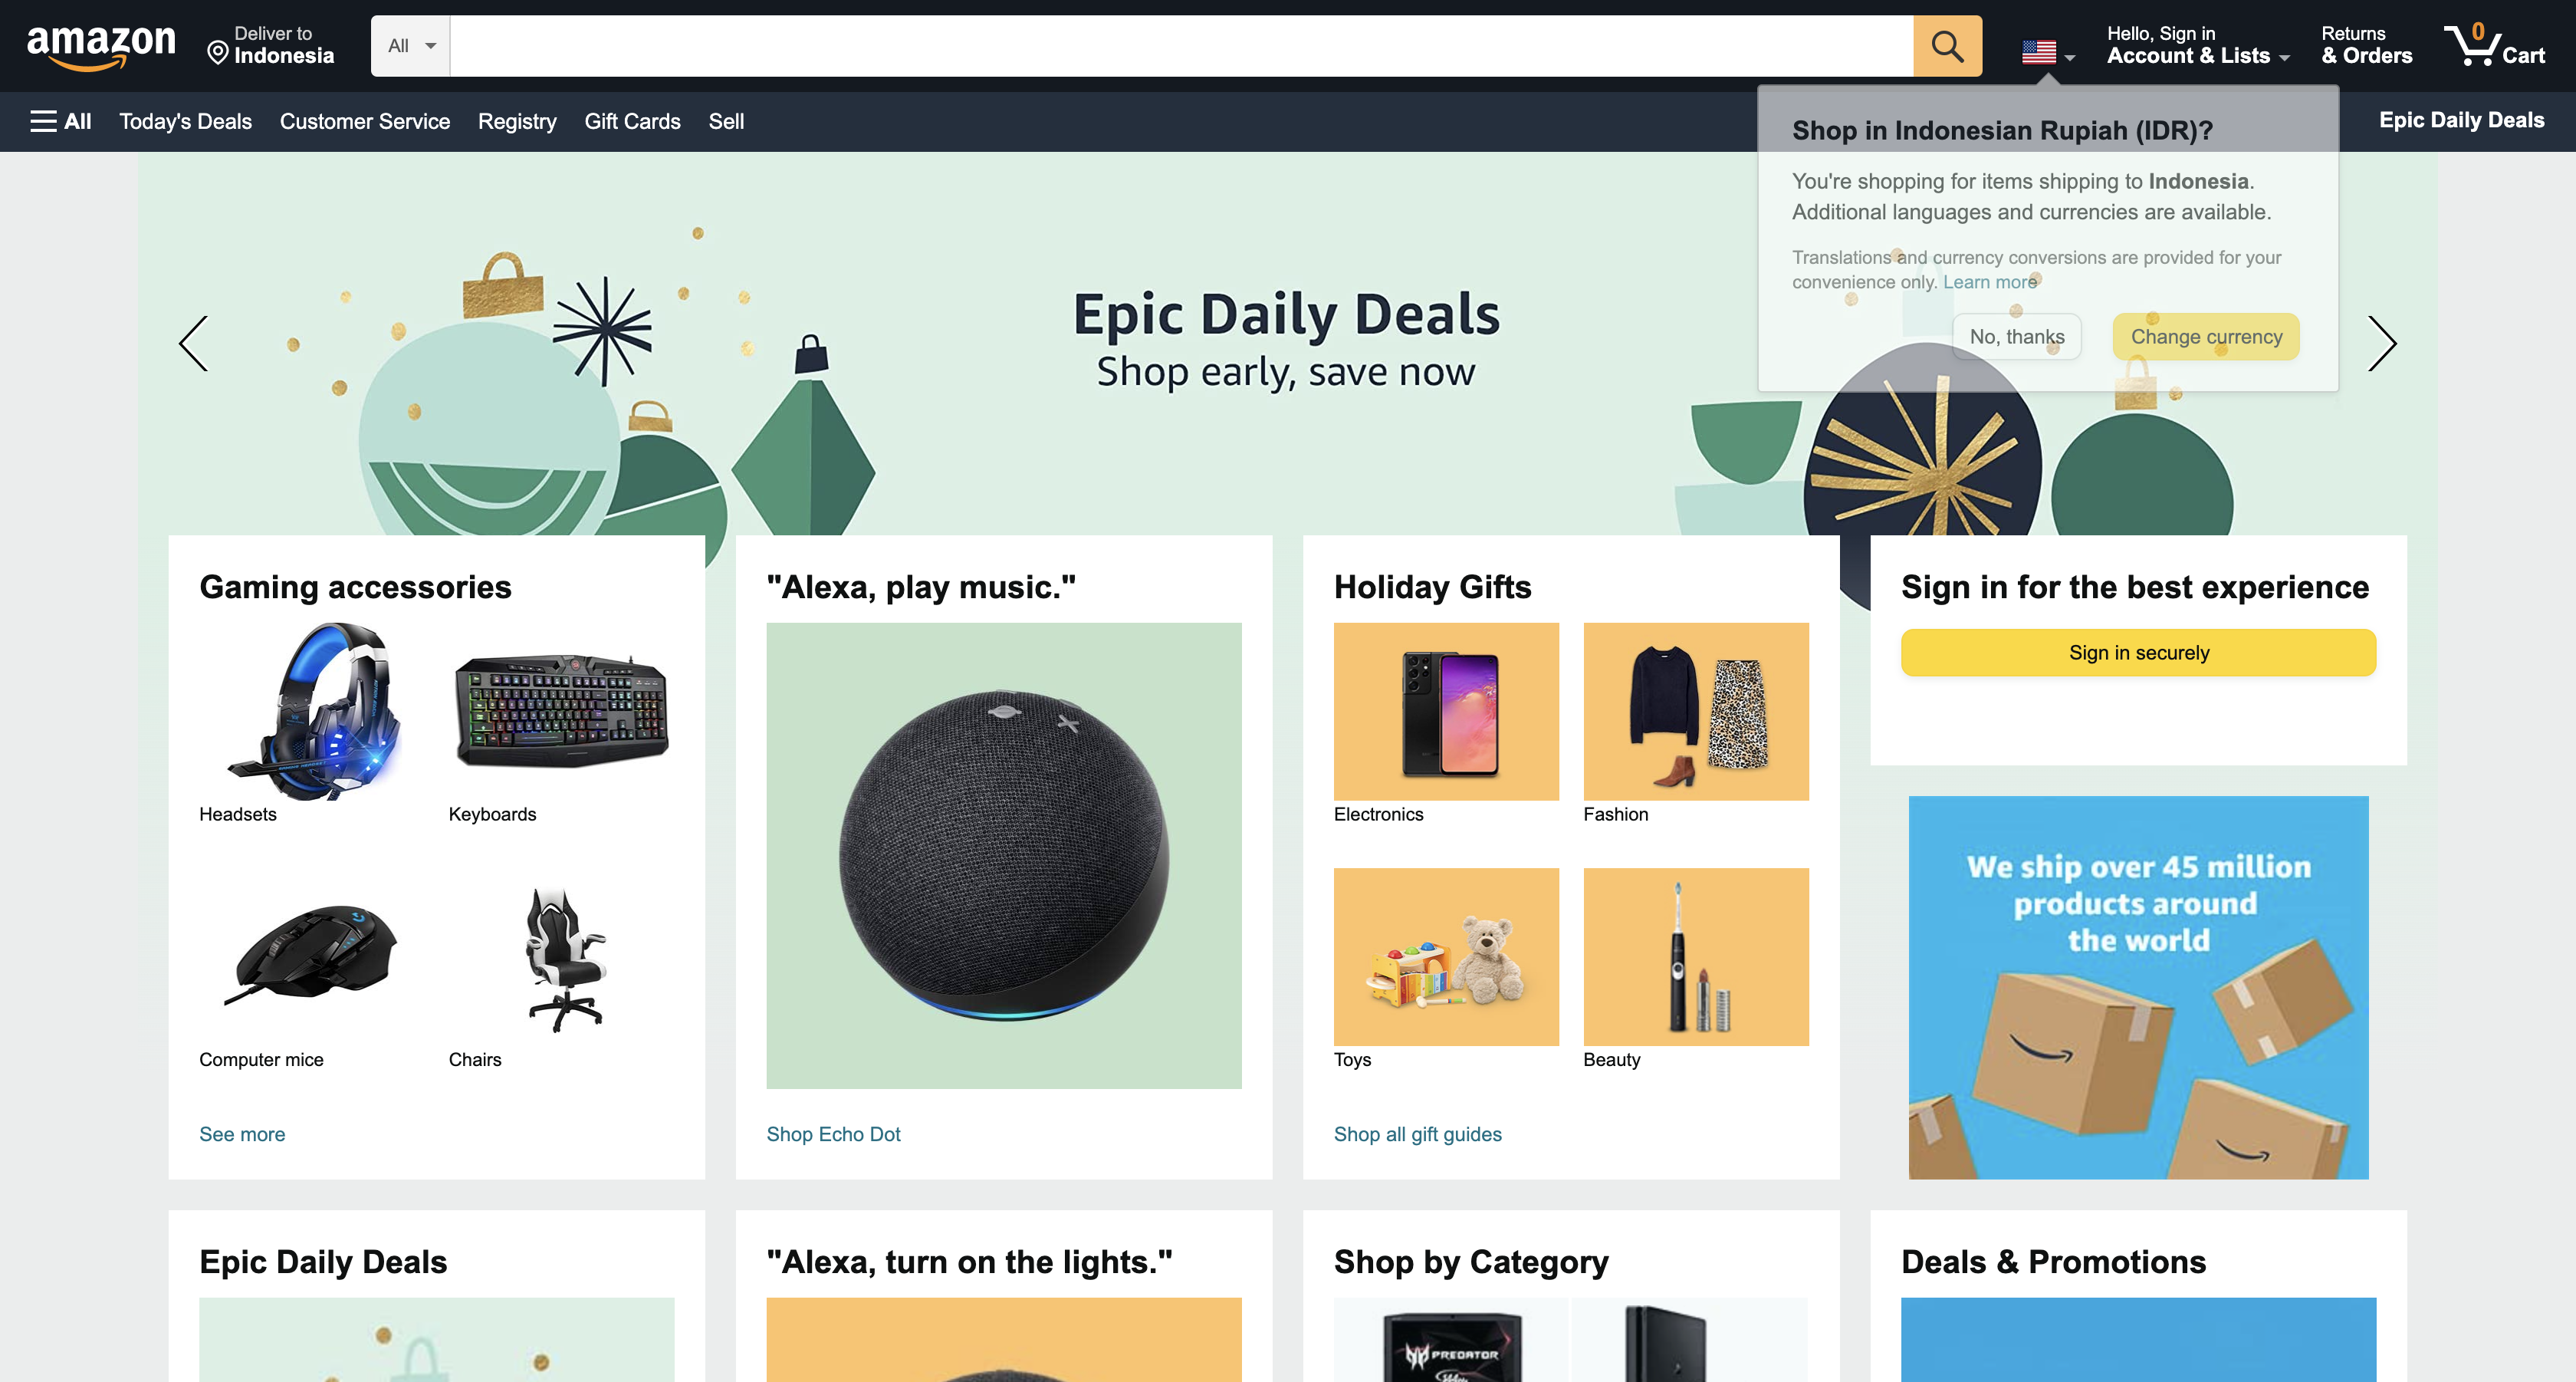 amazon
Deliver to
Indonesia
All
Hello, Sign in
Account & Lists
Returns
& Orders
0
Cart
All
Today's Deals
Customer Service
Registry
Gift Cards
Sell
Epic Daily Deals
Shop in Indonesian Rupiah (IDR)?
You're shopping for items shipping to Indonesia.
Additional languages and currencies are available.
Translations and currency conversions are provided for your
convenience only. Learn more
No, thanks
Change currency
Epic Daily Deals
Shop early, save now
Gaming accessories
Headsets
Keyboards
Computer mice
Chairs
See more
"Alexa, play music."
Shop Echo Dot
Holiday Gifts
Electronics
Fashion
Toys
Beauty
Shop all gift guides
Sign in for the best experience
Sign in securely
We ship over 45 million
products around
the world
Epic Daily Deals
"Alexa, turn on the lights."
Shop by Category
PREDATOR
Deals & Promotions